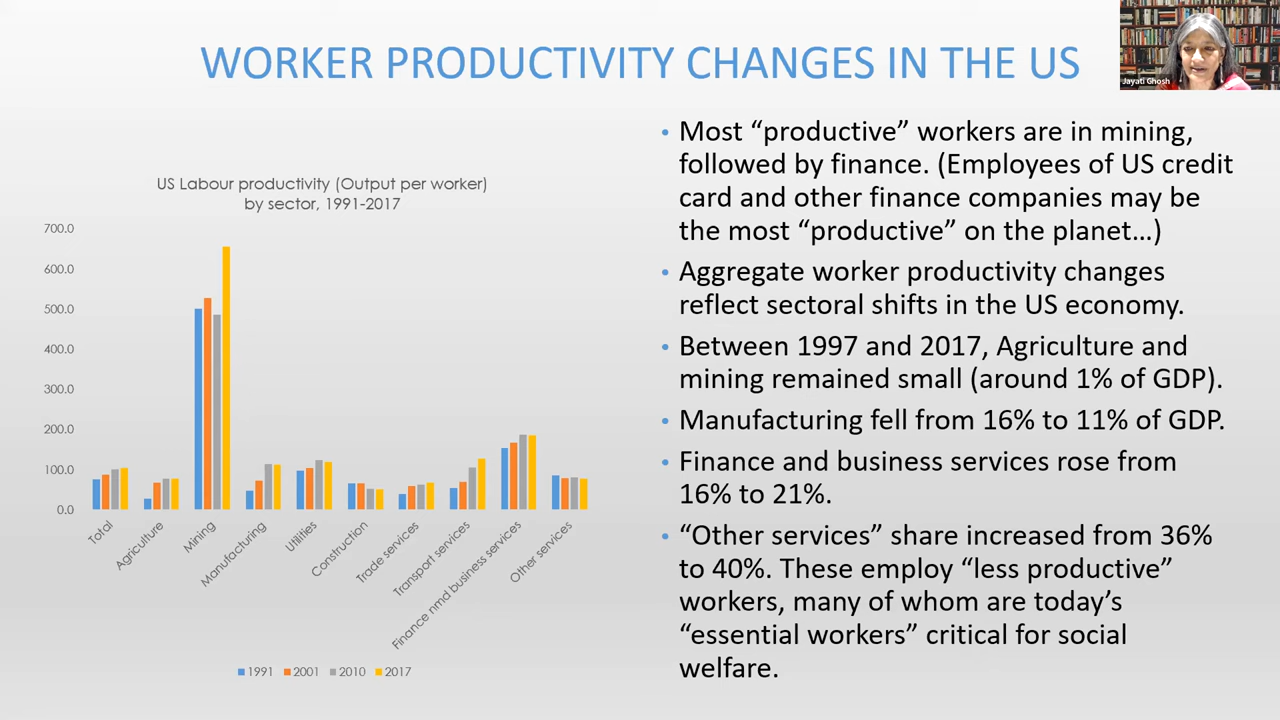 WORKER PRODUCTIVITY CHANGES IN THE US
Jayati Ghosh
US Labour productivity (Output per worker)
by sector, 1991-2017
700.0
600.0
500.0
400.0
300.0
200.0
100.0
0.0
Total
Agriculture
Mining
Manufacturing
Utilities
Construction
Trade services
Transport services
Finance nmd business services
Other services
1991
2001
2010
2017
• Most “productive” workers are in mining,
followed by finance. (Employees of US credit
card and other finance companies may be
the most “productive” on the planet…)
• Aggregate worker productivity changes
reflect sectoral shifts in the US economy.
• Between 1997 and 2017, Agriculture and
mining remained small (around 1% of GDP).
• Manufacturing fell from 16% to 11% of GDP.
• Finance and business services rose from
16% to 21%.
• “Other services” share increased from 36%
to 40%. These employ “less productive”
workers, many of whom are today’s
“essential workers” critical for social
welfare.